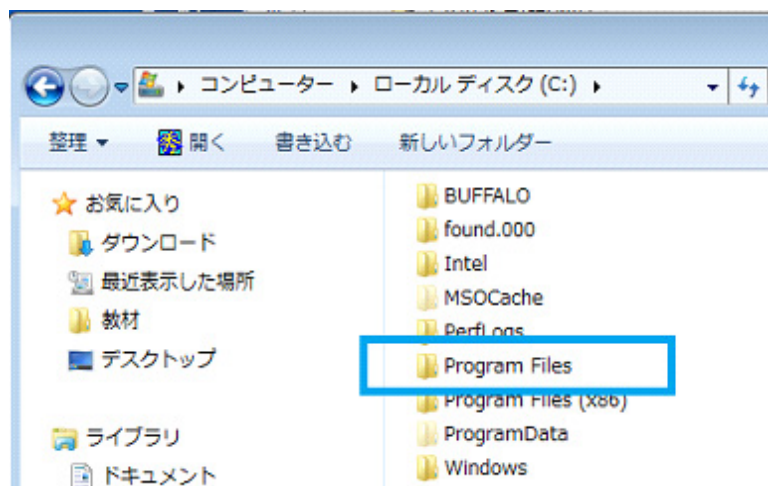 コンピューター ローカル ディスク (C:)
整理 開く 書き込む 新しいフォルダー
お気に入り
ダウンロード
最近表示した場所
教材
デスクトップ
ライブラリ
ドキュメント
BUFFALO
found.000
Intel
MSOCache
PerfLogs
Program Files
Program Files (x86)
ProgramData
Windows